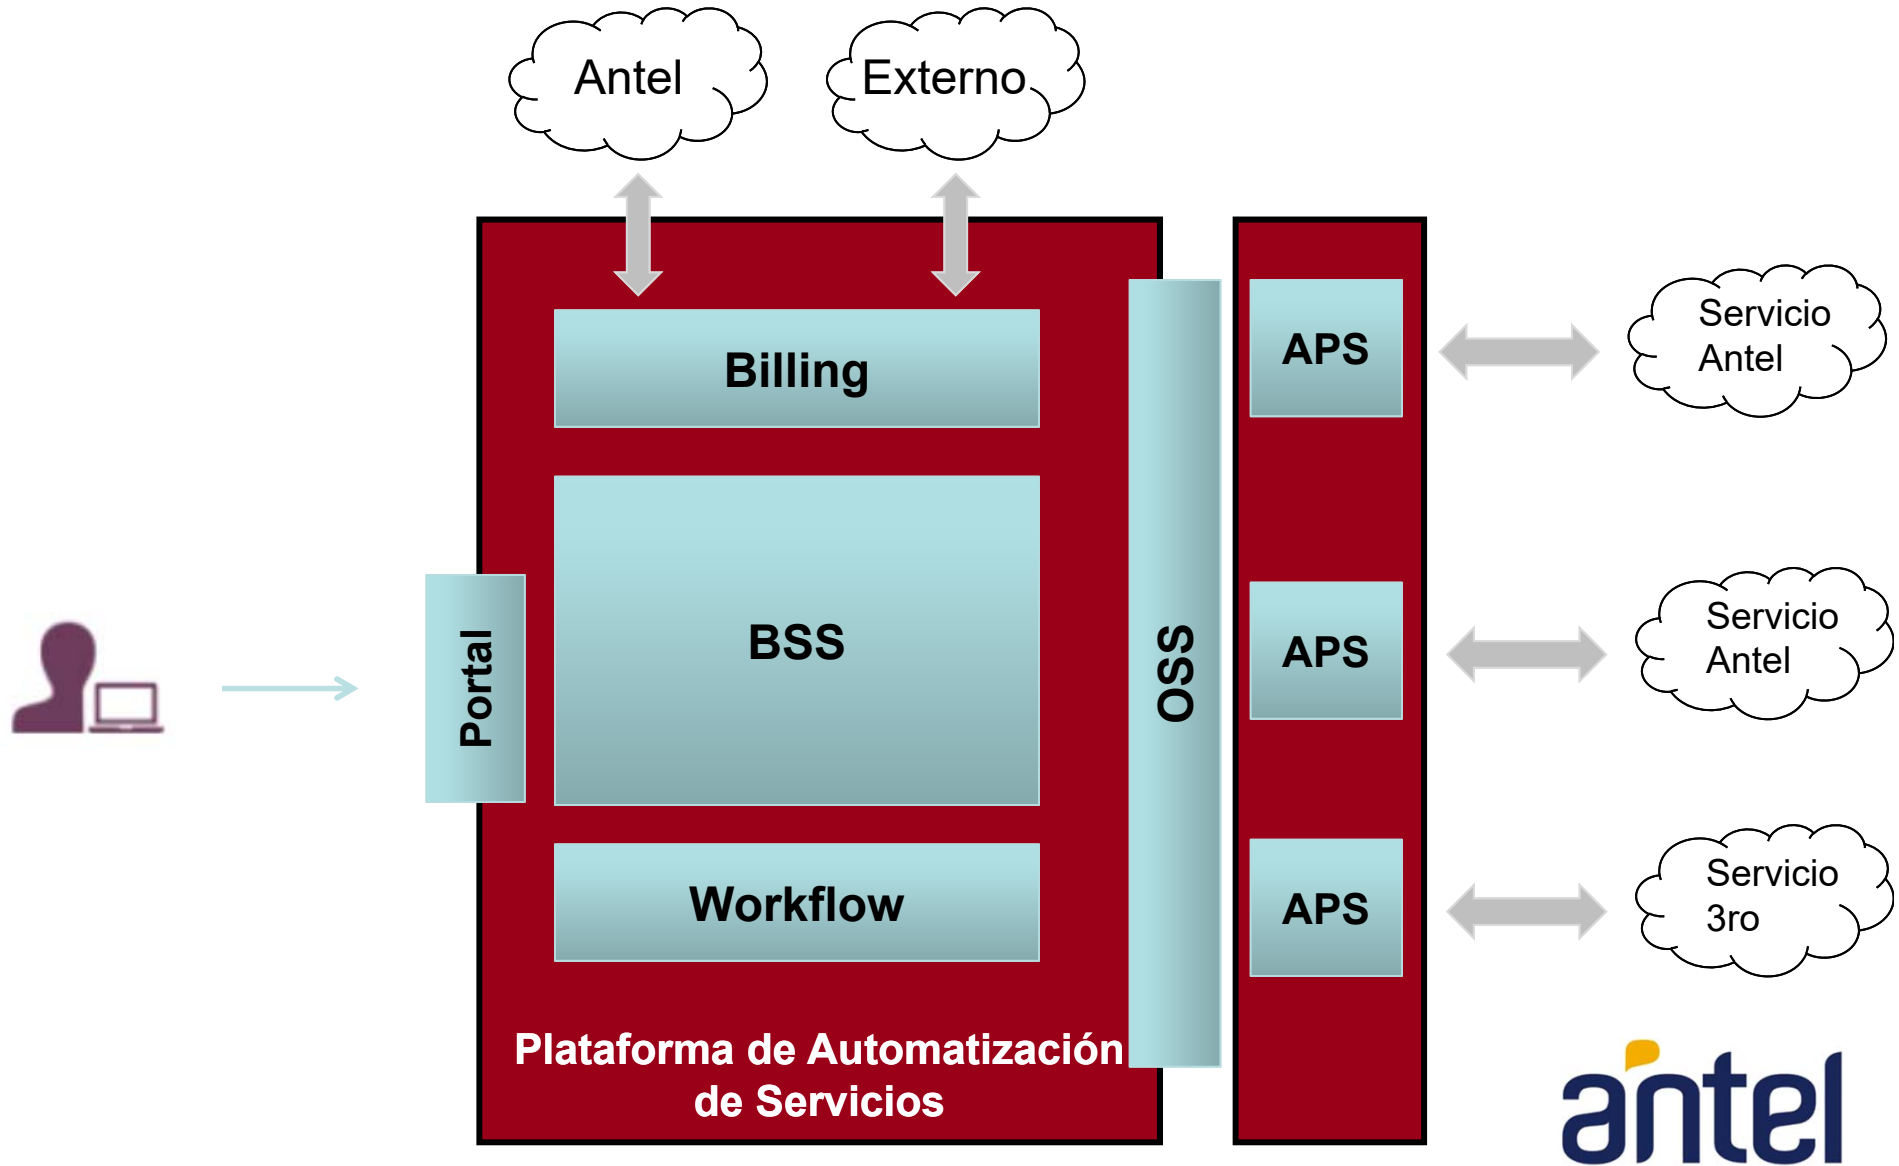 Antel
Externo
Billing
BSS
Portal
Workflow
OSS
Plataforma de Automatización
de Servicios
APS
APS
APS
Servicio
Antel
Servicio
Antel
Servicio
3ro
antel